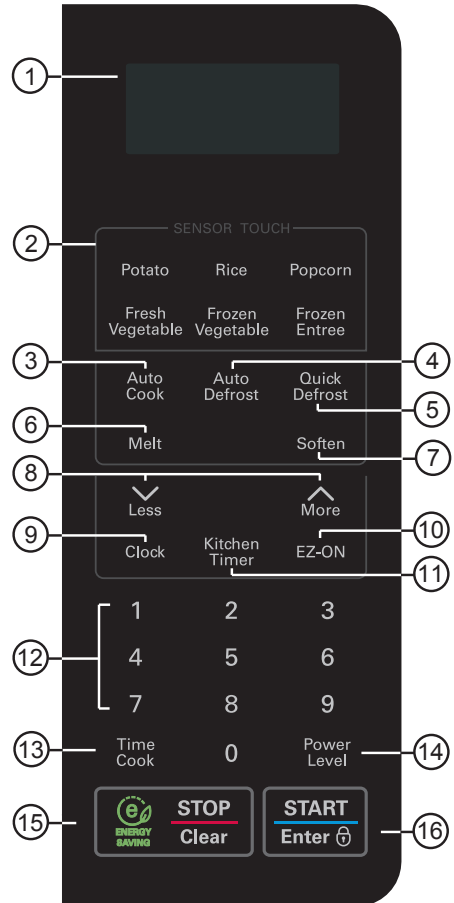 1
SENSOR TOUCH
2
Potato Rice Popcorn
Fresh Vegetable Frozen Vegetable Frozen Entree
3
4
Auto Cook Auto Defrost Quick Defrost
5
6
Melt Soften
7
8
Less More
9
10
Clock Kitchen Timer EZ-ON
11
1 2 3
12
4 5 6
7 8 9
13
Time Cook 0 Power Level
14
15
e ENERGY SAVING STOP Clear START Enter
16